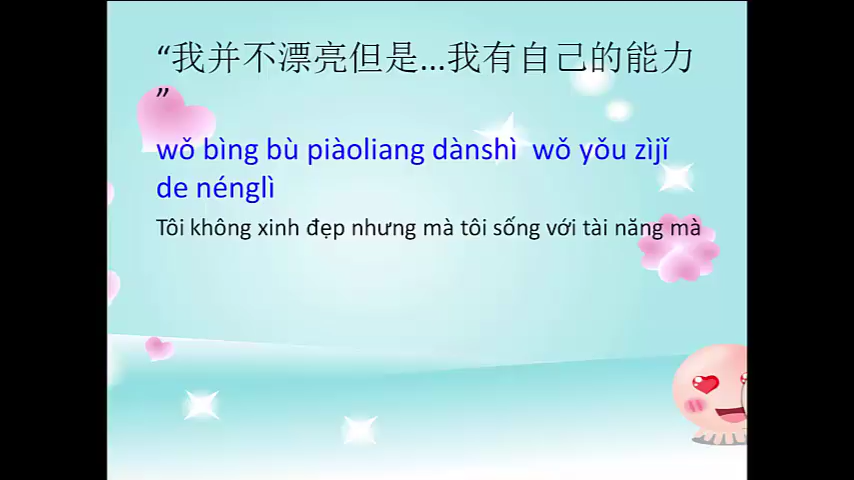 “我并不漂亮但是...我有自己的能力
”
wǒ bìng bù piàoliang dànshì  wǒ yǒu zìjǐ
de nénglì
Tôi không xinh đẹp nhưng mà tôi sống với tài năng mà